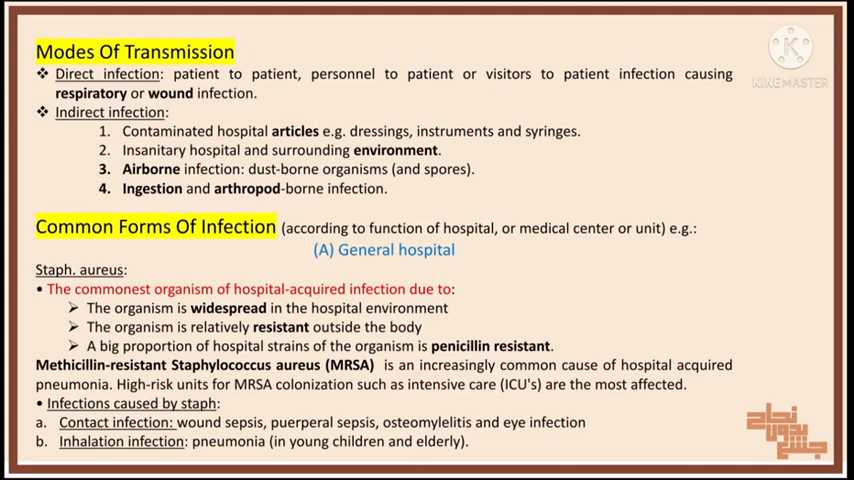 Modes Of Transmission
❖ Direct infection: patient to patient, personnel to patient or visitors to patient infection causing
respiratory or wound infection.
❖ Indirect infection:
1. Contaminated hospital articles e.g. dressings, instruments and syringes.
2. Insanitary hospital and surrounding environment.
3. Airborne infection: dust-borne organisms (and spores).
4. Ingestion and arthropod-borne infection.
Common Forms Of Infection (according to function of hospital, or medical center or unit) e.g.:
(A) General hospital
Staph. aureus:
• The commonest organism of hospital-acquired infection due to:
➢ The organism is widespread in the hospital environment
➢ The organism is relatively resistant outside the body
➢ A big proportion of hospital strains of the organism is penicillin resistant.
Methicillin-resistant Staphylococcus aureus (MRSA) is an increasingly common cause of hospital acquired
pneumonia. High-risk units for MRSA colonization such as intensive care (ICU's) are the most affected.
• Infections caused by staph:
a. Contact infection: wound sepsis, puerperal sepsis, osteomylelitis and eye infection
b. Inhalation infection: pneumonia (in young children and elderly).
K
KINEMASTER
نجاح
بدون
جشع